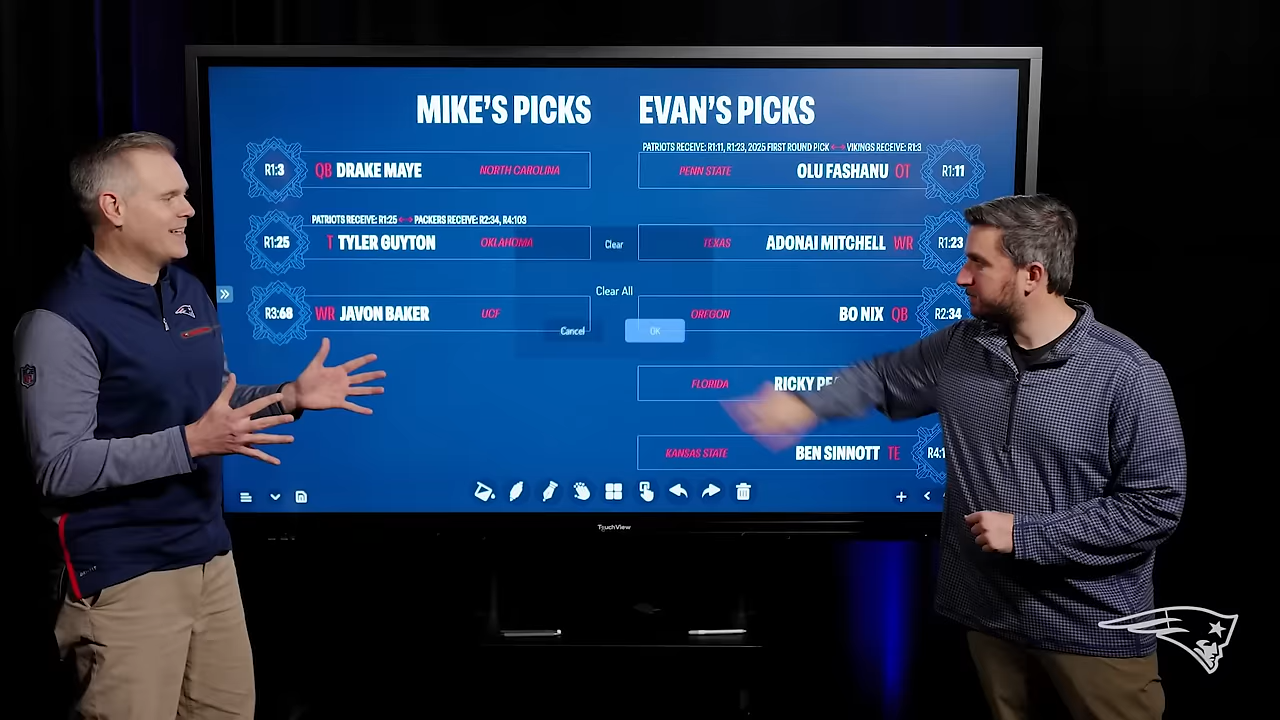 MIKE'S PICKS
R1:3 QB DRAKE MAYE NORTH CAROLINA
PATRIOTS RECEIVE: R1:25 ↔ PACKERS RECEIVE: R2:34, R4:103
R1:25 T TYLER GUYTON OKLAHOMA
R3:68 WR JAVON BAKER UCF
EVAN'S PICKS
PATRIOTS RECEIVE: R1:11, R1:23, 2025 FIRST ROUND PICK ↔ VIKINGS RECEIVE: R1:3
PENN STATE OLU FASHANU OT R1:11
TEXAS ADONAI MITCHELL WR R1:23
OREGON BO NIX QB R2:34
FLORIDA RICKY
KANSAS STATE BEN SINNOTT TE
Clear
Clear All
Cancel OK
TouchView
NFL